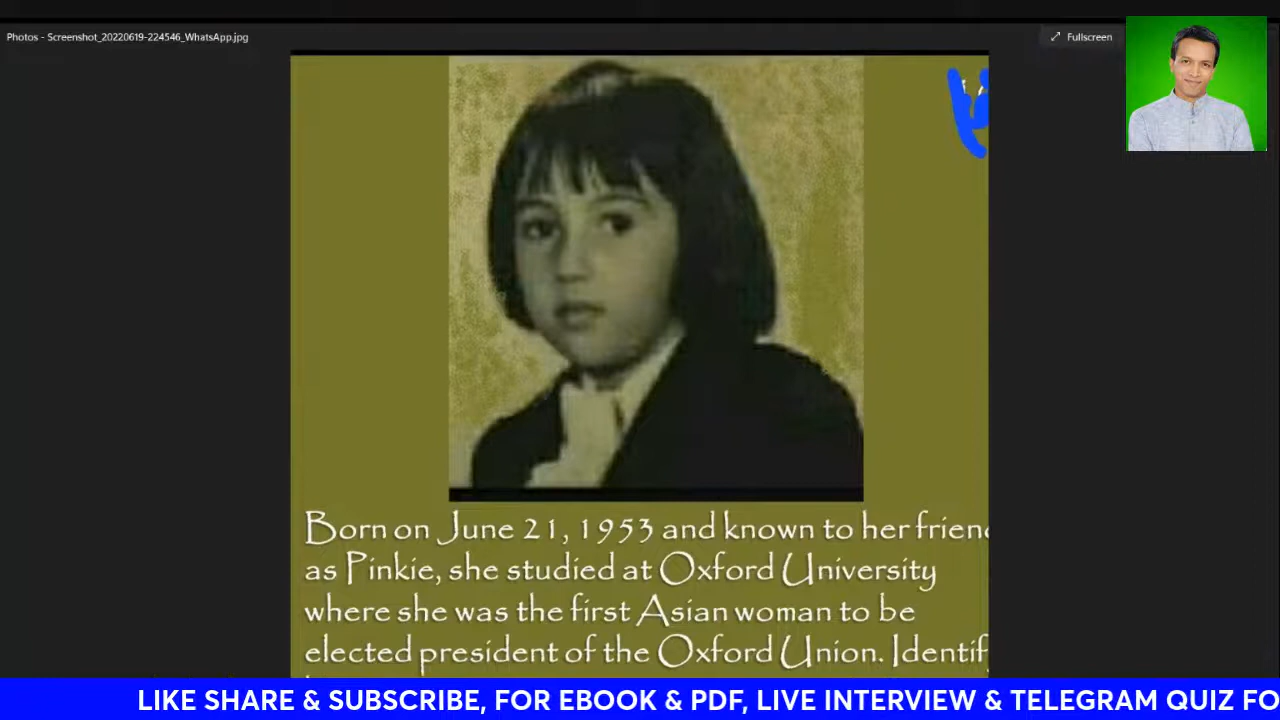 Photos - Screenshot_20220619-224546_WhatsApp.jpg
Fullscreen
Born on June 21, 1953 and known to her friend
as Pinkie, she studied at Oxford University
where she was the first Asian woman to be
elected president of the Oxford Union. Identif
LIKE SHARE & SUBSCRIBE, FOR EBOOK & PDF, LIVE INTERVIEW & TELEGRAM QUIZ FO